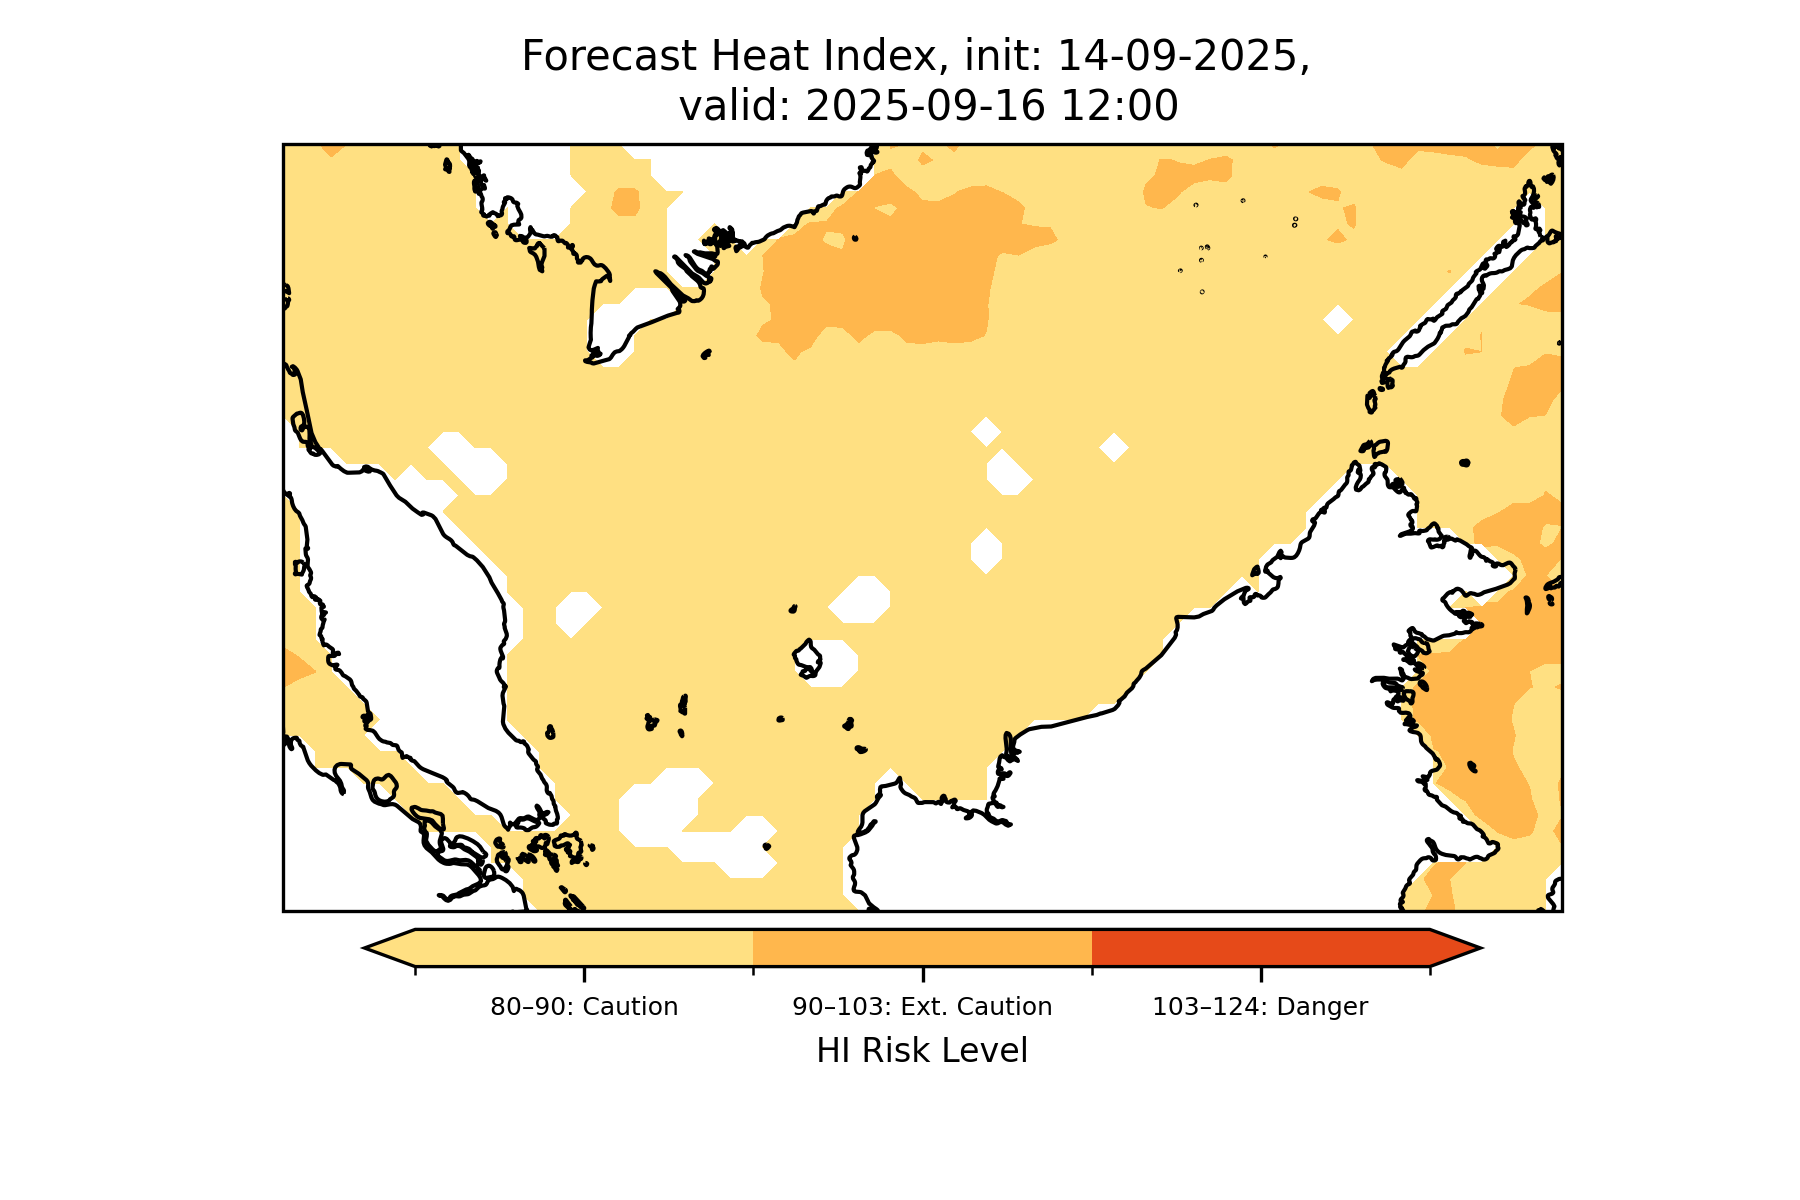 Forecast Heat Index, init: 14-09-2025,
valid: 2025-09-16 12:00
80–90: Caution
90–103: Ext. Caution
103–124: Danger
HI Risk Level